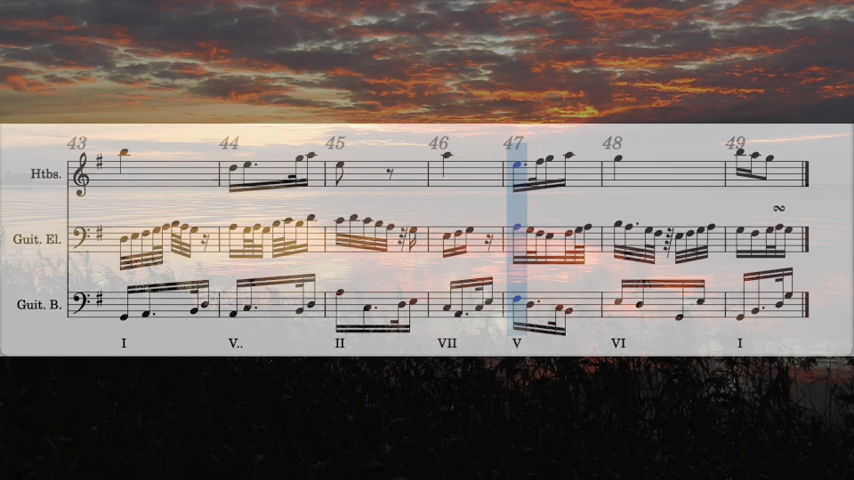 43 44 45 46 47 48 49
Htbs.
Guit. El.
Guit. B.
I V.. II VII V VI I